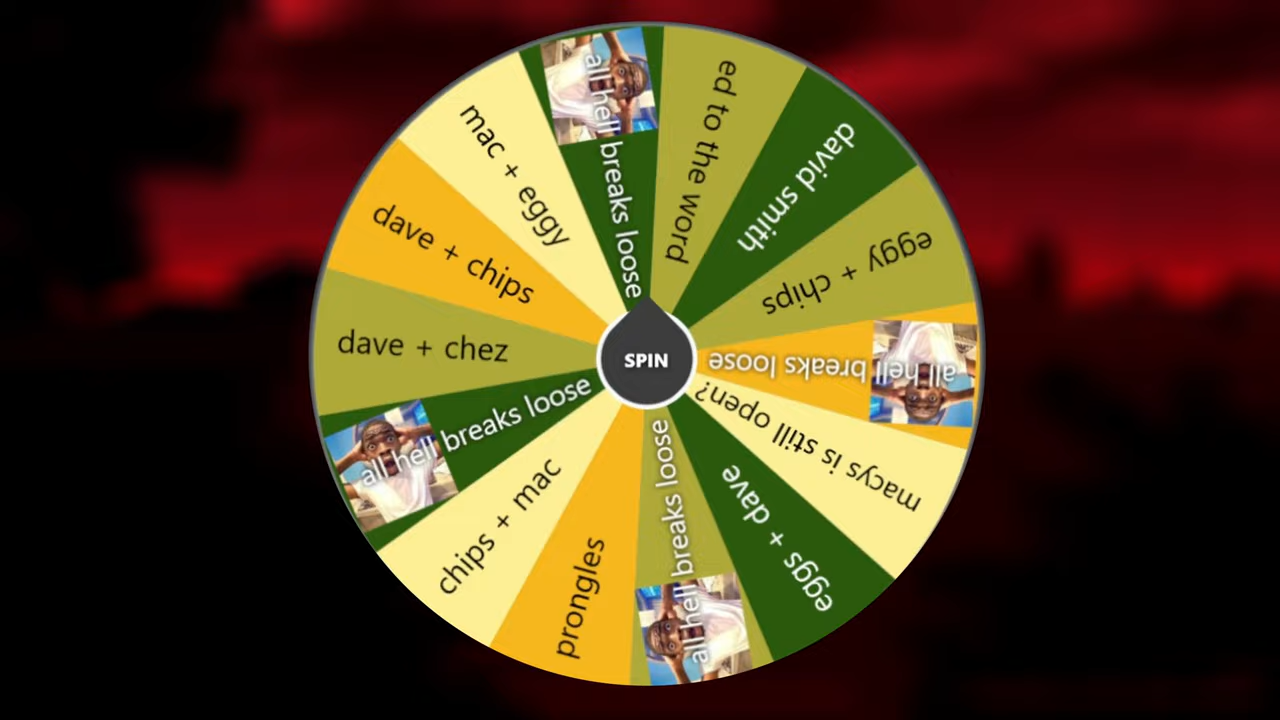 all hell breaks loose
ed to the word
david smith
eggy + chips
all hell breaks loose
macys is still open?
eggs + dave
all hell breaks loose
prongles
chips + mac
all hell breaks loose
dave + chez
dave + chips
mac + eggy
SPIN